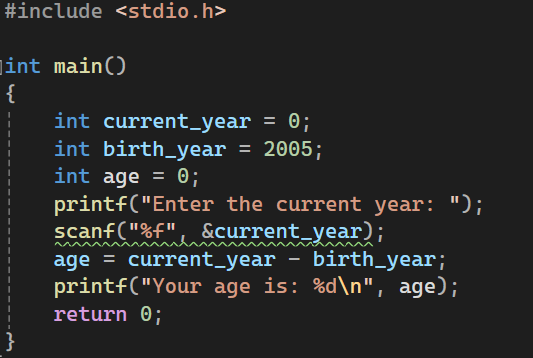 #include <stdio.h>
int main()
{
int current_year = 0;
int birth_year = 2005;
int age = 0;
printf("Enter the current year: ");
scanf("%f", &current_year);
age = current_year - birth_year;
printf("Your age is: %d\n", age);
return 0;
}